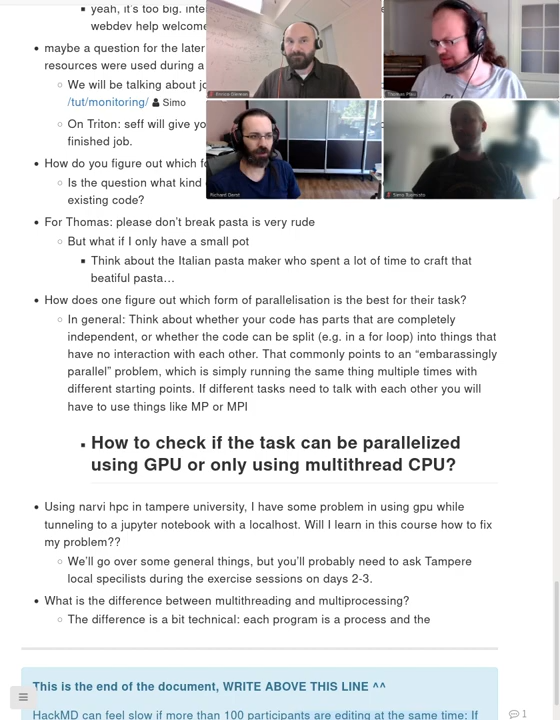 yeah, it's too big. inte
webdev help welcome
maybe a question for the later
resources were used during a
We will be talking about jo
/tut/monitoring/ Simo
On Triton: seff will give yo
finished job.
How do you figure out which fo
Is the question what kind
existing code?
For Thomas: please don't break pasta is very rude
But what if I only have a small pot
Think about the Italian pasta maker who spent a lot of time to craft that
beatiful pasta...
How does one figure out which form of parallelisation is the best for their task?
In general: Think about whether your code has parts that are completely
independent, or whether the code can be split (e.g. in a for loop) into things that
have no interaction with each other. That commonly points to an “embarassingly
parallel” problem, which is simply running the same thing multiple times with
different starting points. If different tasks need to talk with each other you will
have to use things like MP or MPI
How to check if the task can be parallelized
using GPU or only using multithread CPU?
Using narvi hpc in tampere university, I have some problem in using gpu while
tunneling to a jupyter notebook with a localhost. Will I learn in this course how to fix
my problem??
We'll go over some general things, but you'll probably need to ask Tampere
local specilists during the exercise sessions on days 2-3.
What is the difference between multithreading and multiprocessing?
The difference is a bit technical: each program is a process and the
This is the end of the document, WRITE ABOVE THIS LINE ^^
HackMD can feel slow if more than 100 participants are editing at the same time: If
1
Richard Darst